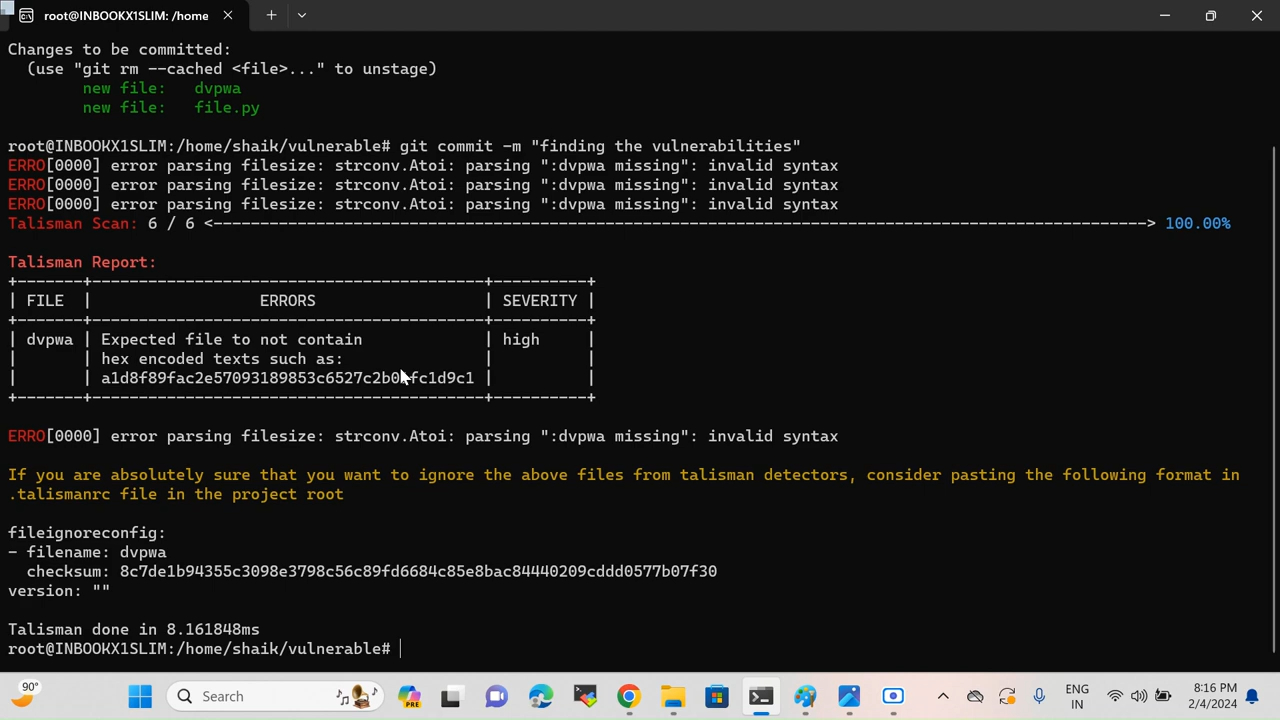 root@INBOOKX1SLIM: /home
Changes to be committed:
  (use "git rm --cached <file>..." to unstage)
        new file:   dvpwa
        new file:   file.py
root@INBOOKX1SLIM:/home/shaik/vulnerable# git commit -m "finding the vulnerabilities"
ERRO[0000] error parsing filesize: strconv.Atoi: parsing ":dvpwa missing": invalid syntax
ERRO[0000] error parsing filesize: strconv.Atoi: parsing ":dvpwa missing": invalid syntax
ERRO[0000] error parsing filesize: strconv.Atoi: parsing ":dvpwa missing": invalid syntax
Talisman Scan: 6 / 6 <------------------------------------------------------------------------------------------------------> 100.00%
Talisman Report:
+-------+------------------------------------------+----------+
| FILE  |                  ERRORS                  | SEVERITY |
+-------+------------------------------------------+----------+
| dvpwa | Expected file to not contain             | high     |
|       | hex encoded texts such as:               |          |
|       |                                          |          |
+-------+------------------------------------------+----------+
ERRO[0000] error parsing filesize: strconv.Atoi: parsing ":dvpwa missing": invalid syntax
If you are absolutely sure that you want to ignore the above files from talisman detectors, consider pasting the following format in
.talismanrc file in the project root
fileignoreconfig:
- filename: dvpwa
  checksum: 8c7de1b94355c3098e3798c56c89fd6684c85e8bac84440209cddd0577b07f30
version: ""
Talisman done in 8.161848ms
root@INBOOKX1SLIM:/home/shaik/vulnerable#
90°
Search
PRE
ENG
IN
8:16 PM
2/4/2024